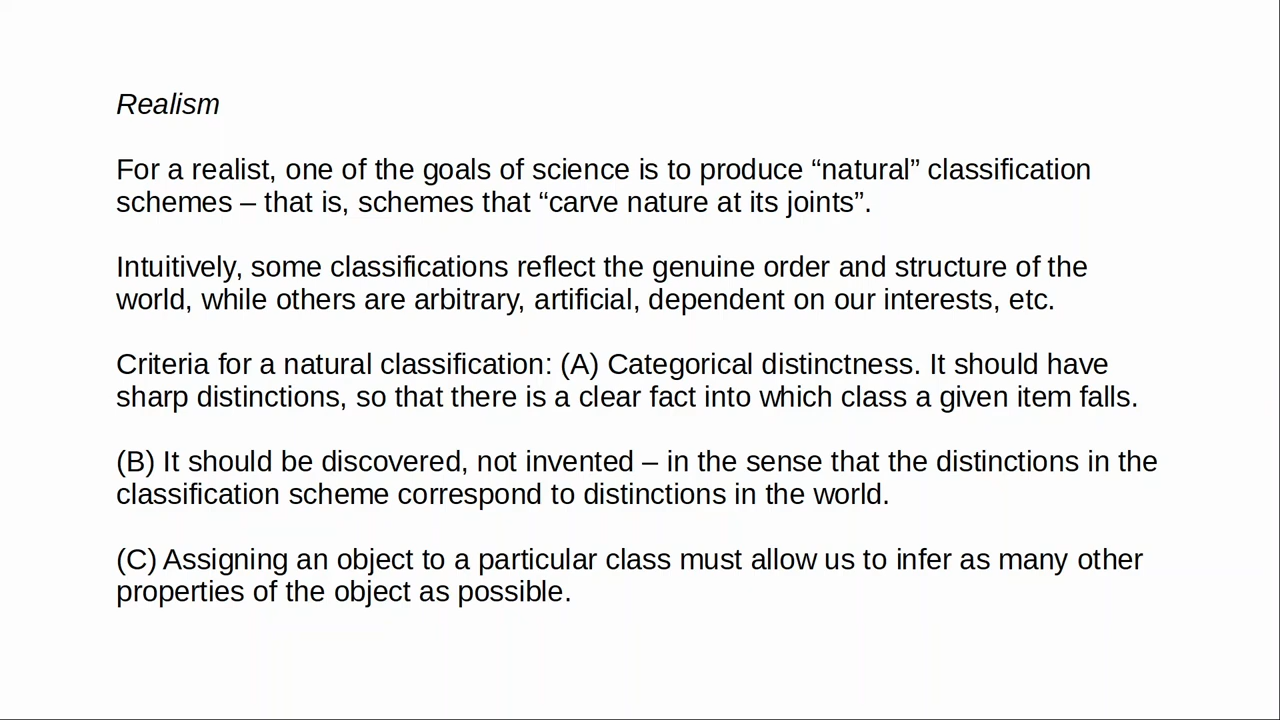 Realism
For a realist, one of the goals of science is to produce “natural” classification
schemes – that is, schemes that “carve nature at its joints”.
Intuitively, some classifications reflect the genuine order and structure of the
world, while others are arbitrary, artificial, dependent on our interests, etc.
Criteria for a natural classification: (A) Categorical distinctness. It should have
sharp distinctions, so that there is a clear fact into which class a given item falls.
(B) It should be discovered, not invented – in the sense that the distinctions in the
classification scheme correspond to distinctions in the world.
(C) Assigning an object to a particular class must allow us to infer as many other
properties of the object as possible.